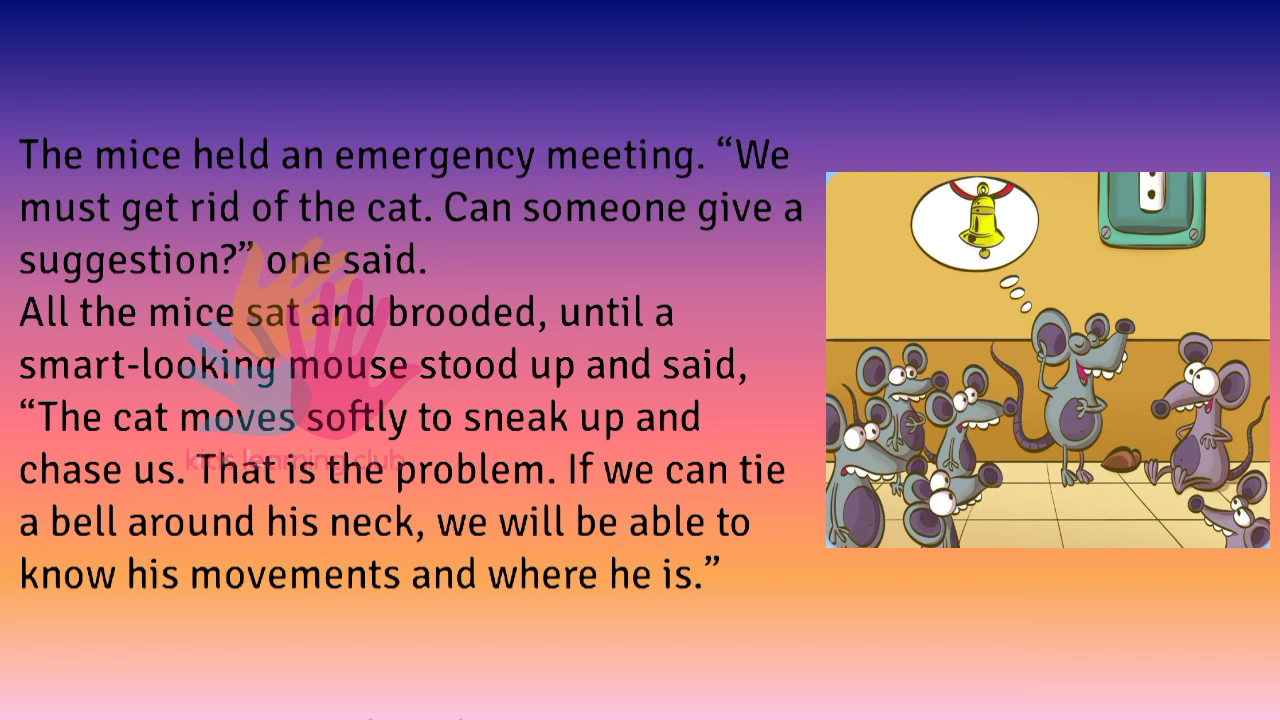 The mice held an emergency meeting. “We
must get rid of the cat. Can someone give a
suggestion?” one said.
All the mice sat and brooded, until a
smart-looking mouse stood up and said,
“The cat moves softly to sneak up and
chase us. That is the problem. If we can tie
a bell around his neck, we will be able to
know his movements and where he is.”
kids learning club